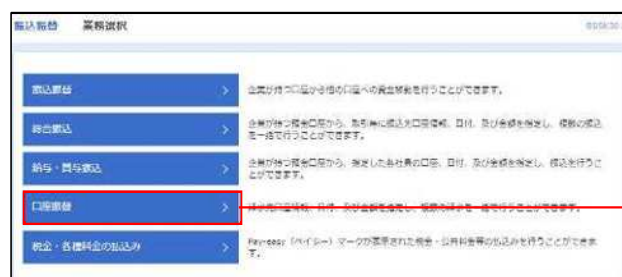 振込振替 業務選択
振込振替
企業が持つ口座から他の口座への資金移動を行うことができます。
総合振込
企業が持つ預金口座から、取引先に振込先口座情報、日付、及び金額を指定し、複数の振込
を一括で行うことができます。
給与・賞与振込
企業が持つ預金口座から、指定した各社員の口座、日付、及び金額を指定し、振込を行うこ
とができます。
口座振替
税金・各種料金の払込み
Pay-easy（ペイジー）マークが表示された税金・公共料金等の払込みを行うことができま
す。